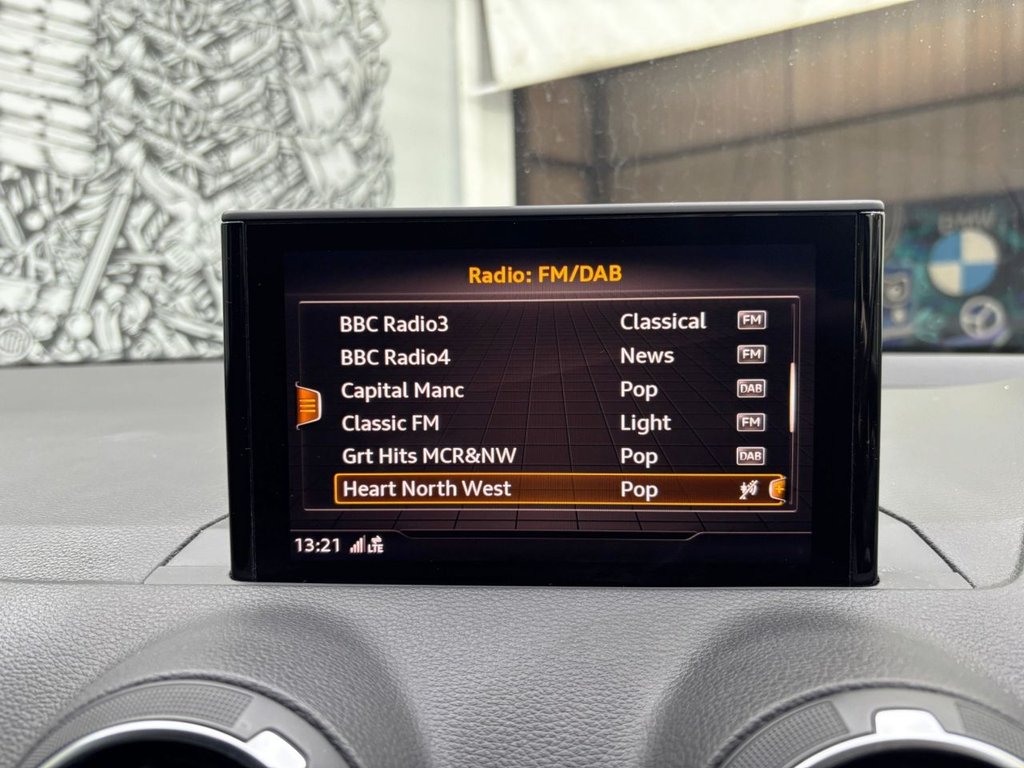 BMW
Radio: FM/DAB
BBC Radio3 Classical FM
BBC Radio4 News FM
Capital Manc Pop DAB
Classic FM Light FM
Grt Hits MCR&NW Pop DAB
Heart North West Pop
13:21 LTE